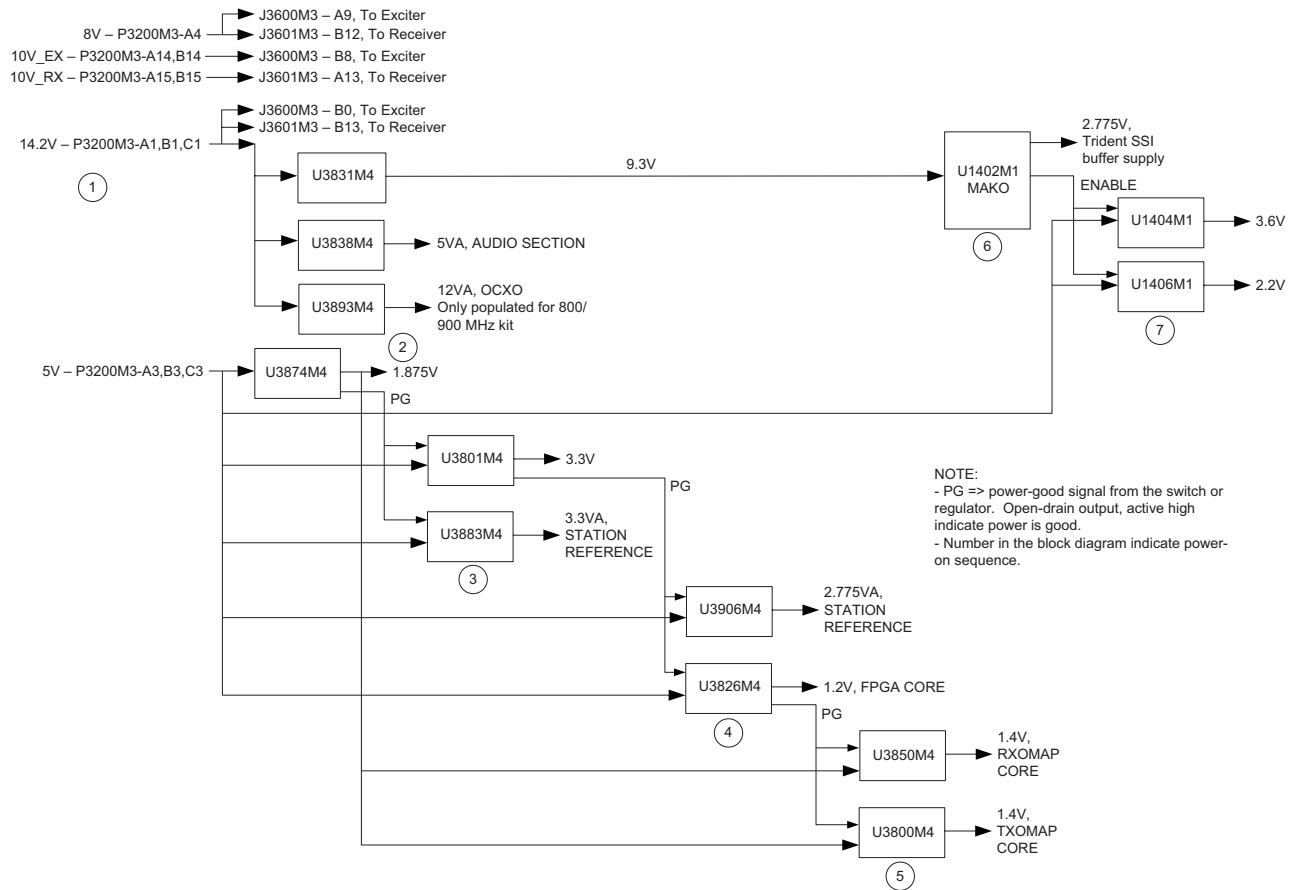 J3600M3 – A9, To Exciter
8V – P3200M3-A4
J3601M3 – B12, To Receiver
10V_EX – P3200M3-A14,B14
J3600M3 – B8, To Exciter
10V_RX – P3200M3-A15,B15
J3601M3 – A13, To Receiver
J3600M3 – B0, To Exciter
J3601M3 – B13, To Receiver
14.2V – P3200M3-A1,B1,C1
1
U3831M4
9.3V
U1402M1
MAKO
6
2.775V,
Trident SSI
buffer supply
ENABLE
U1404M1
3.6V
U1406M1
2.2V
7
U3838M4
5VA, AUDIO SECTION
U3893M4
12VA, OCXO
Only populated for 800/
900 MHz kit
2
5V – P3200M3-A3,B3,C3
U3874M4
1.875V
PG
U3801M4
3.3V
PG
U3883M4
3.3VA,
STATION
REFERENCE
3
NOTE:
- PG => power-good signal from the switch or
regulator. Open-drain output, active high
indicate power is good.
- Number in the block diagram indicate power-
on sequence.
U3906M4
2.775VA,
STATION
REFERENCE
U3826M4
1.2V, FPGA CORE
PG
4
U3850M4
1.4V,
RXOMAP
CORE
U3800M4
1.4V,
TXOMAP
CORE
5